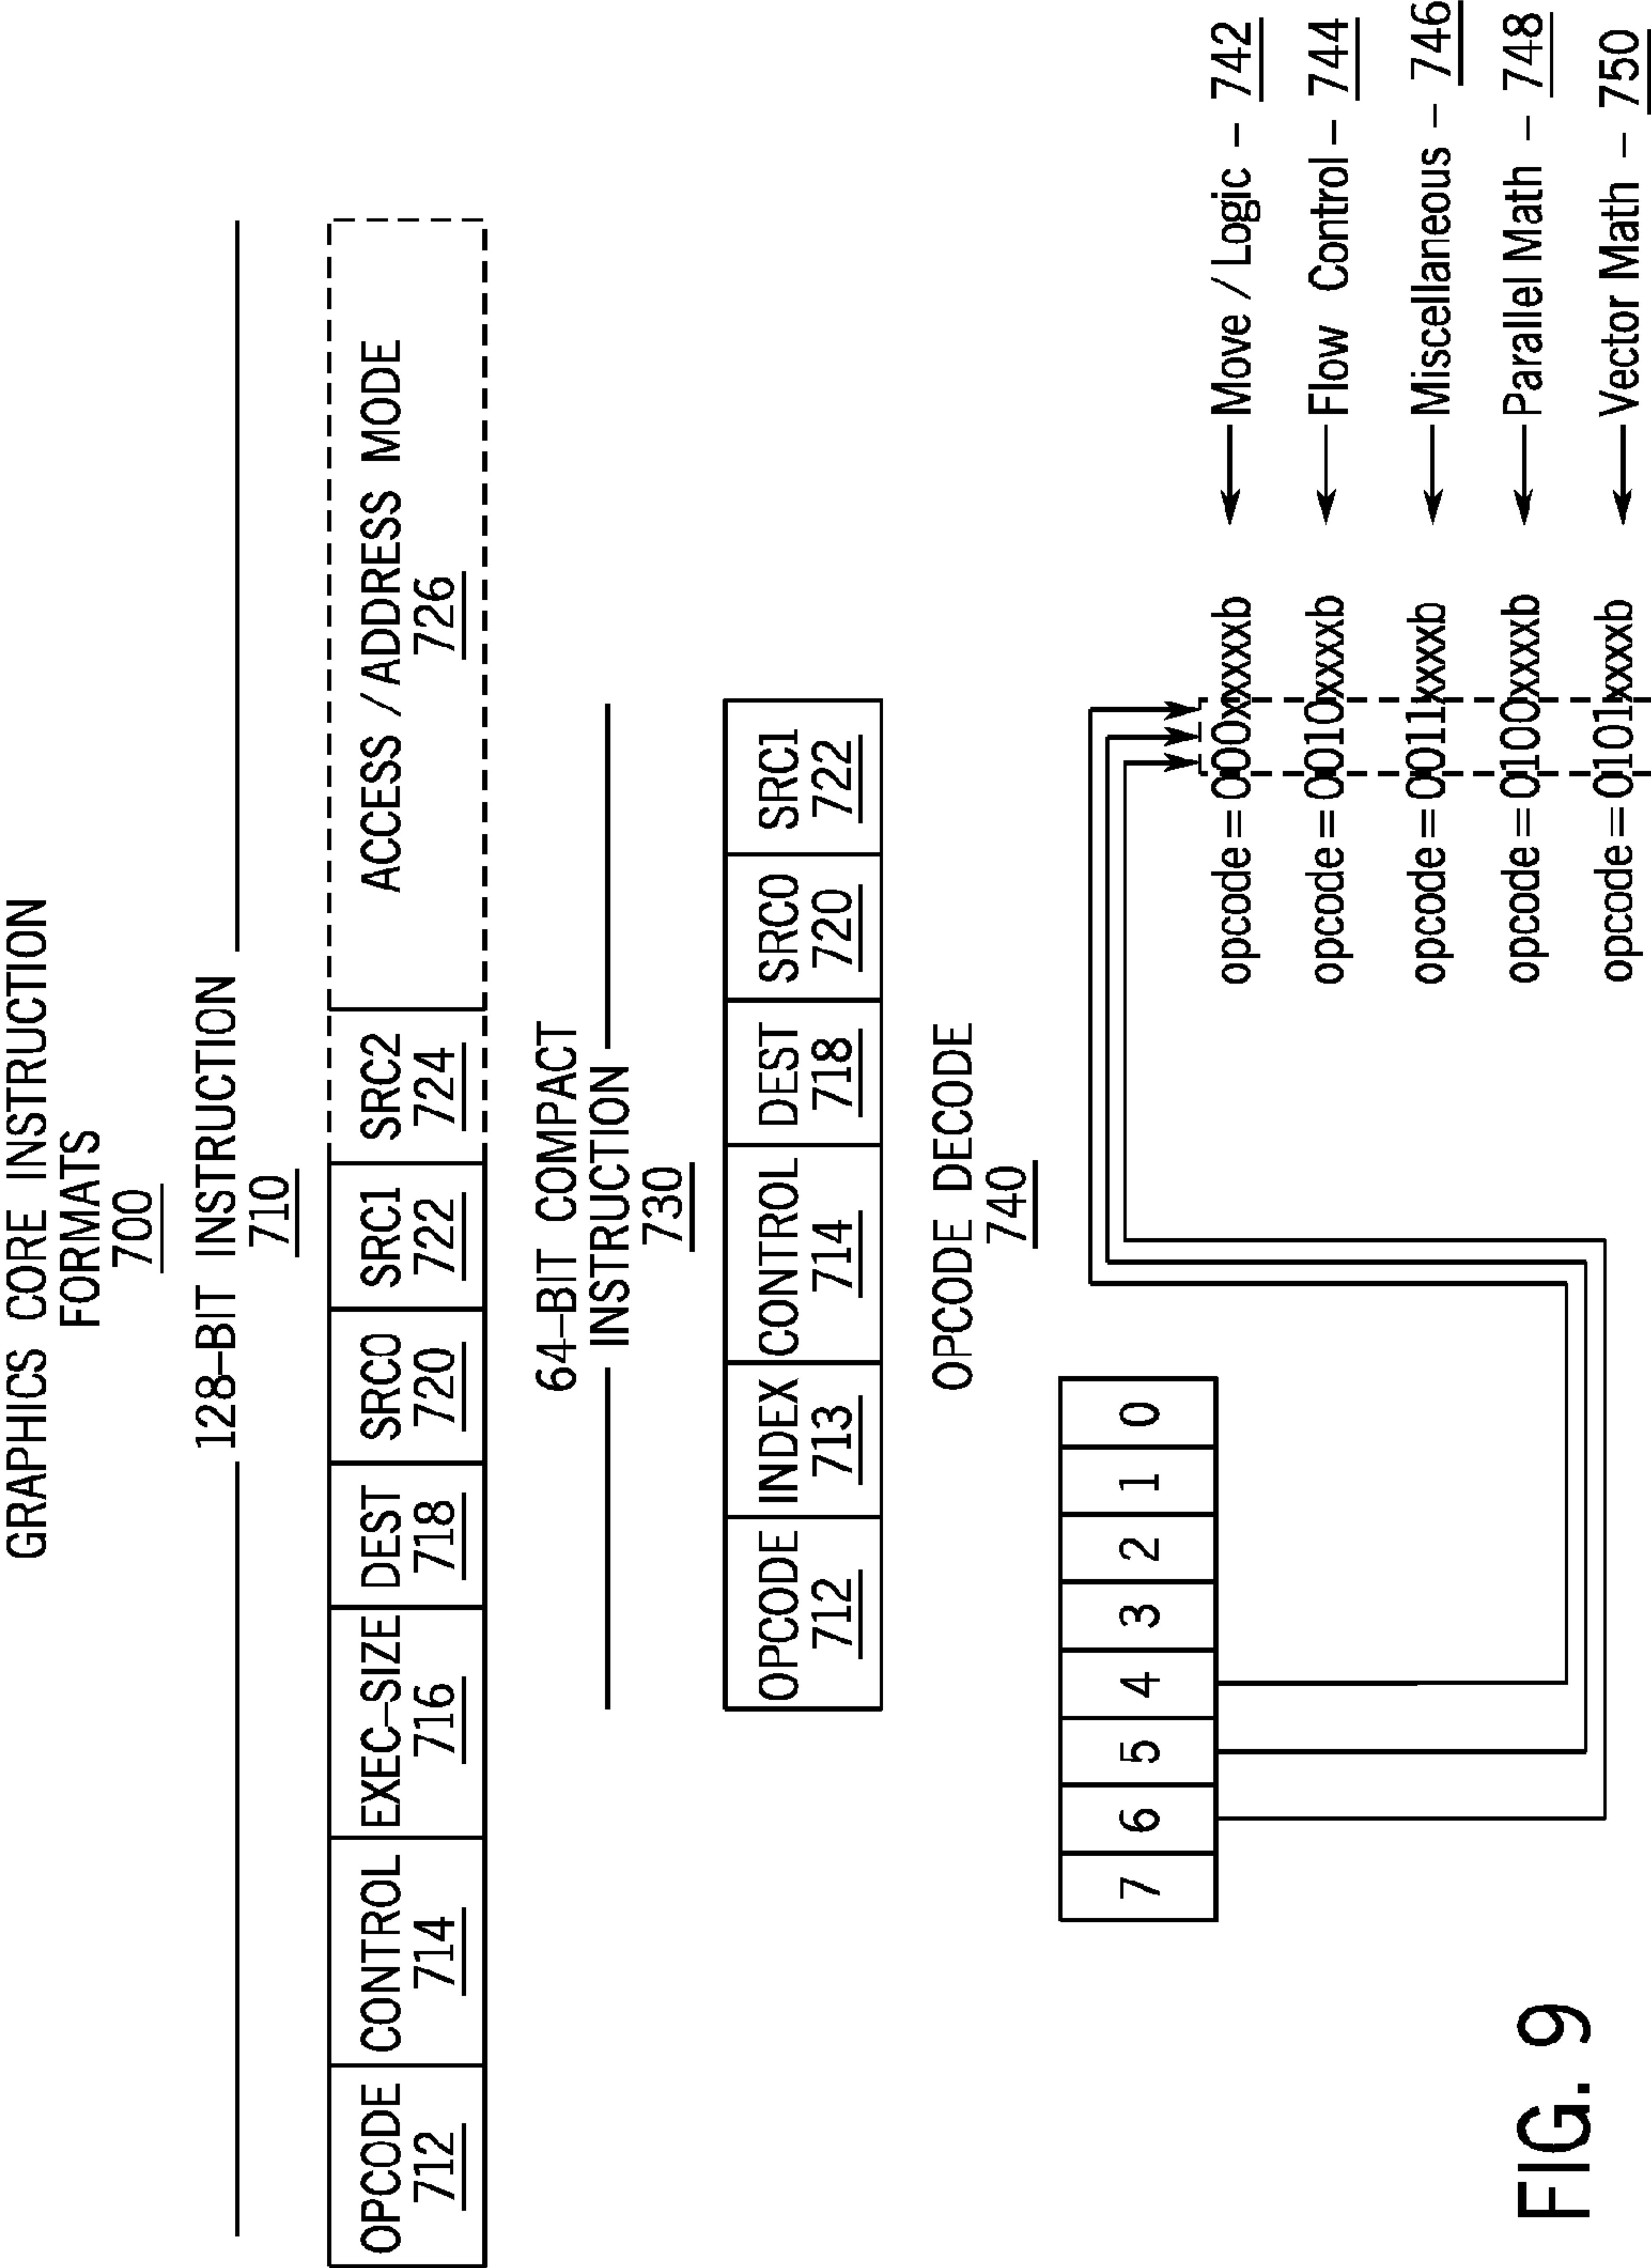 GRAPHICS CORE INSTRUCTION
FORMATS
700
128-BIT INSTRUCTION
710
OPCODE CONTROL EXEC-SIZE DEST SRC0 SRC1 SRC2 ACCESS / ADDRESS MODE
712 714 716 718 720 722 724 726
64-BIT COMPACT
INSTRUCTION
730
OPCODE INDEX CONTROL DEST SRC0 SRC1
712 713 714 718 720 722
OPCODE DECODE
740
7 6 5 4 3 2 1 0
opcode=000xxxxxb Move / Logic - 742
opcode=0010xxxxb Flow Control - 744
opcode=0011xxxxb Miscellaneous - 746
opcode=0100xxxxb Parallel Math - 748
opcode=0101xxxxb Vector Math - 750
FIG. 9